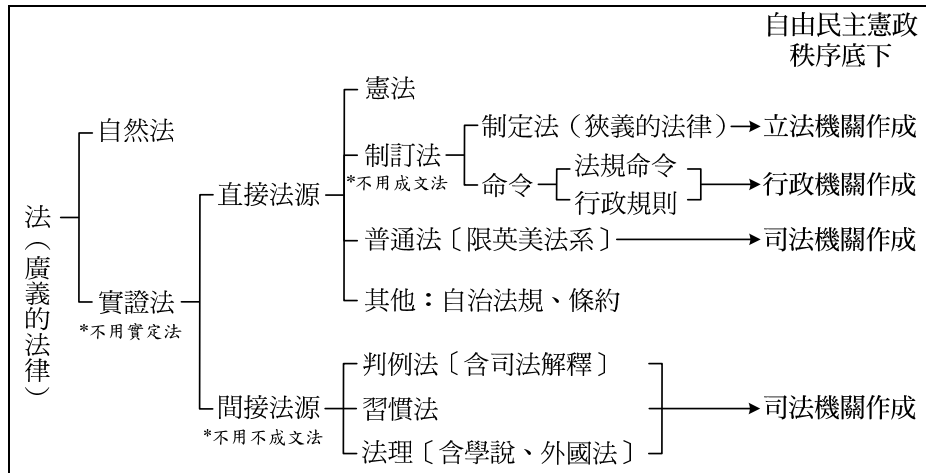 自由民主憲政
秩序底下
法（廣義的法律）
自然法
實證法
*不用實定法
直接法源
憲法
制訂法
*不用成文法
制定法（狹義的法律）
立法機關作成
命令
法規命令
行政規則
行政機關作成
普通法〔限英美法系〕
司法機關作成
其他：自治法規、條約
間接法源
*不用不成文法
判例法〔含司法解釋〕
習慣法
法理〔含學說、外國法〕
司法機關作成